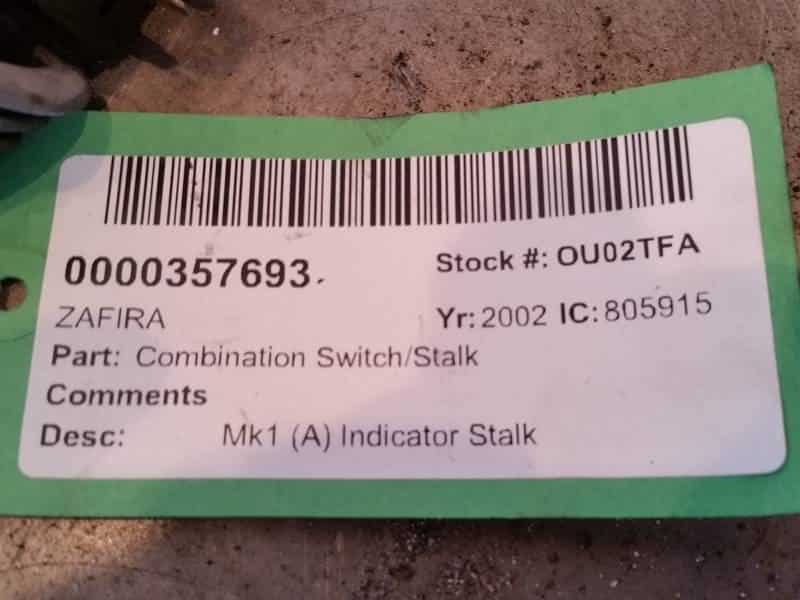 0000357693 Stock #: OU02TFA
ZAFIRA Yr: 2002 IC: 805915
Part: Combination Switch/Stalk
Comments
Desc: Mk1 (A) Indicator Stalk